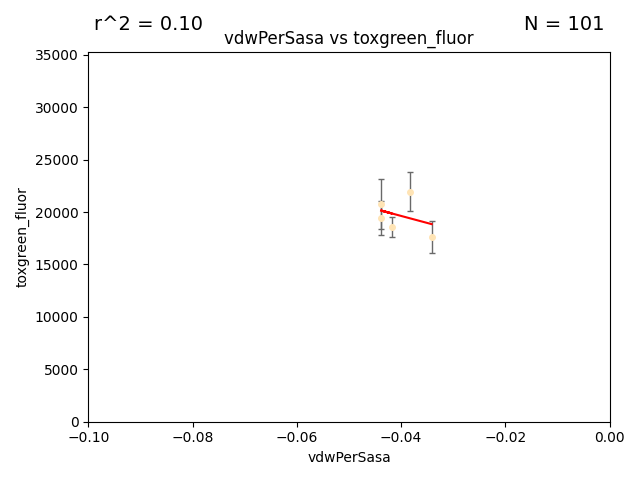 r^2 = 0.10
N = 101
vdwPerSasa vs toxgreen_fluor
35000
30000
25000
20000
15000
10000
5000
0
toxgreen_fluor
−0.10
−0.08
−0.06
−0.04
−0.02
0.00
vdwPerSasa